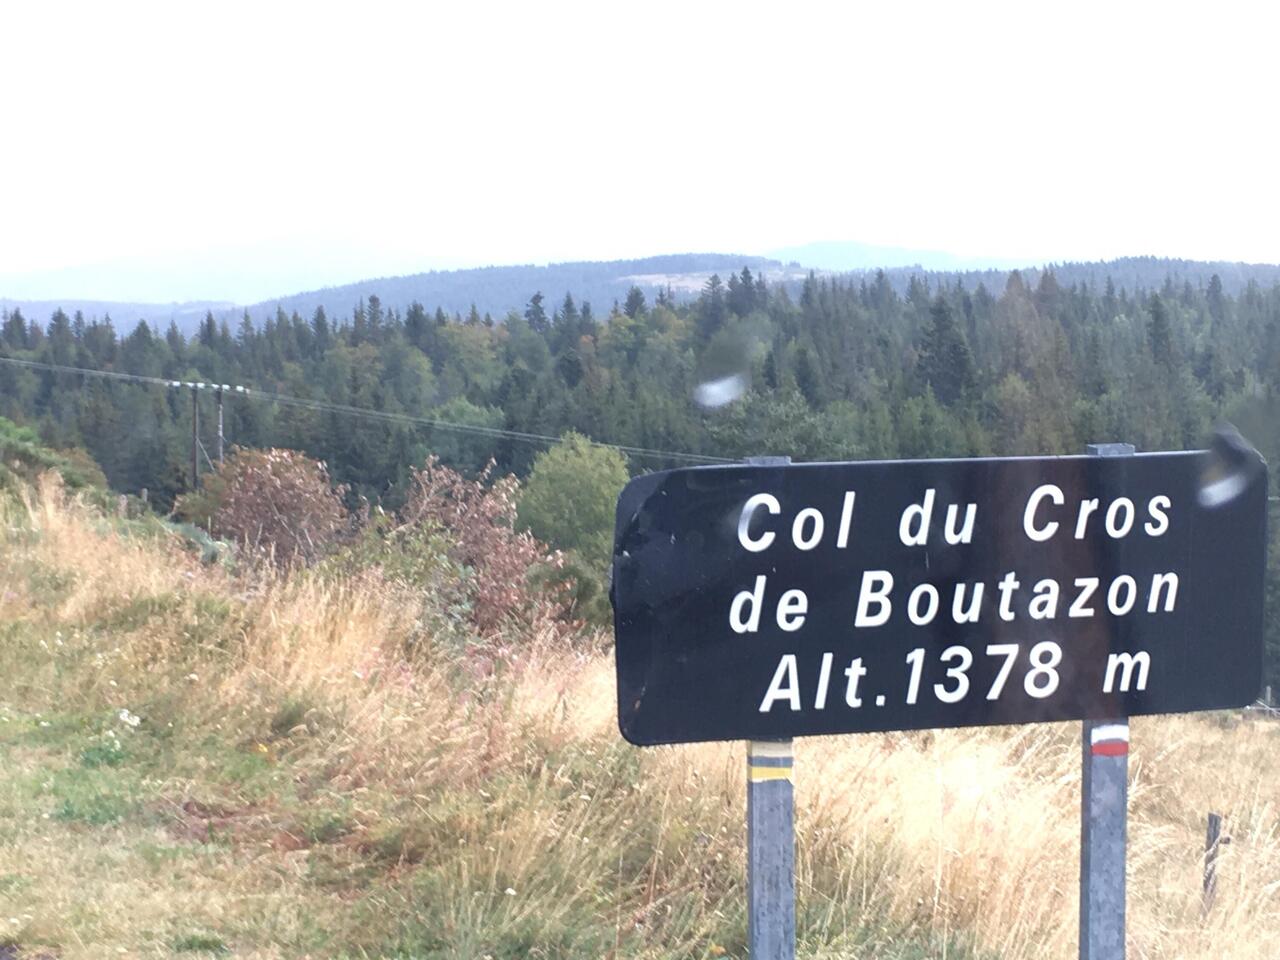 Col du Cros
de Boutazon
Alt.1378 m